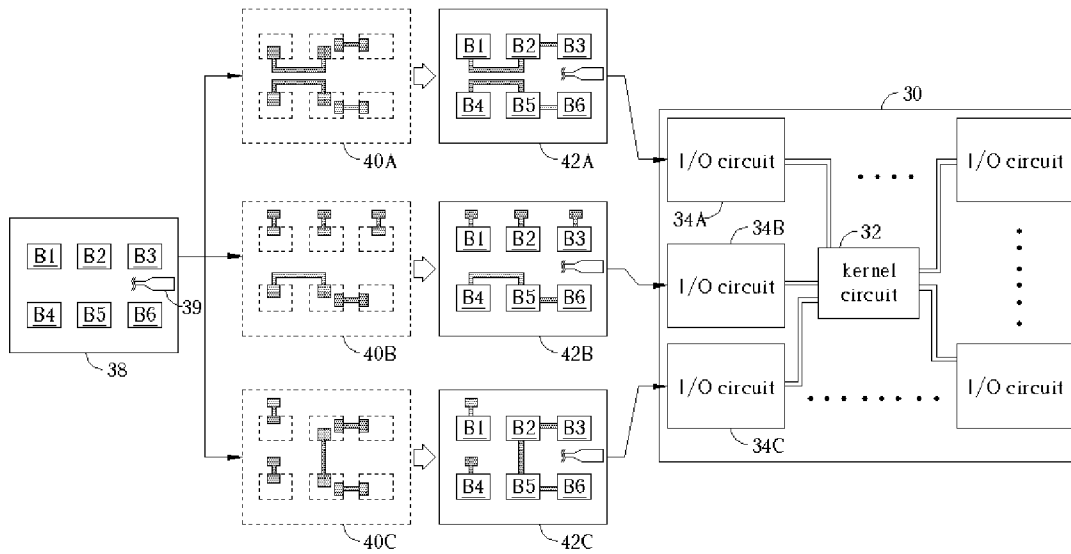 B1 B2 B3
B4 B5 B6
39
38
40A
B1 B2 B3
B4 B5 B6
42A
40B
B1 B2 B3
B4 B5 B6
42B
40C
B1 B2 B3
B4 B5 B6
42C
30
I/O circuit
34A
I/O circuit
34B
32
kernel
circuit
I/O circuit
I/O circuit
34C
I/O circuit